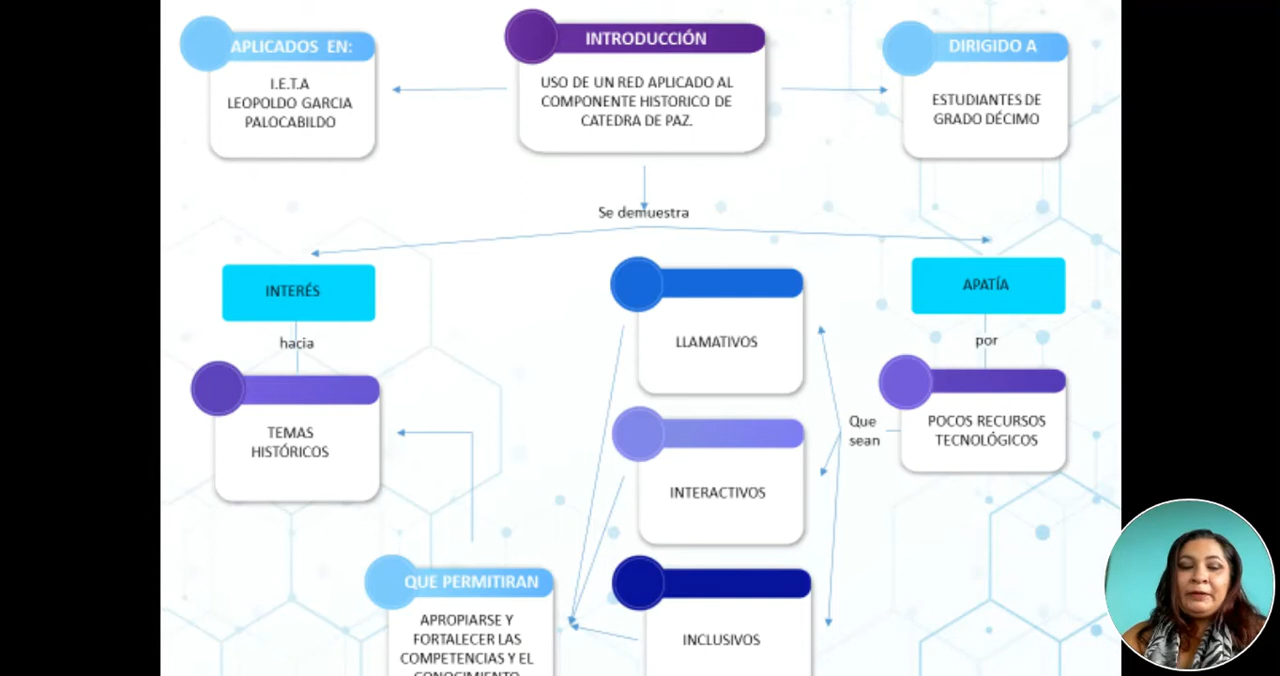 APLICADOS EN:
I.E.T.A
LEOPOLDO GARCIA
PALOCABILDO
INTRODUCCIÓN
USO DE UN RED APLICADO AL
COMPONENTE HISTORICO DE
CATEDRA DE PAZ.
DIRIGIDO A
ESTUDIANTES DE
GRADO DÉCIMO
Se demuestra
INTERÉS
hacia
TEMAS
HISTÓRICOS
APATÍA
por
POCOS RECURSOS
TECNOLÓGICOS
Que
sean
LLAMATIVOS
INTERACTIVOS
INCLUSIVOS
QUE PERMITIRAN
APROPIARSE Y
FORTALECER LAS
COMPETENCIAS Y EL
CONOCIMIENTO